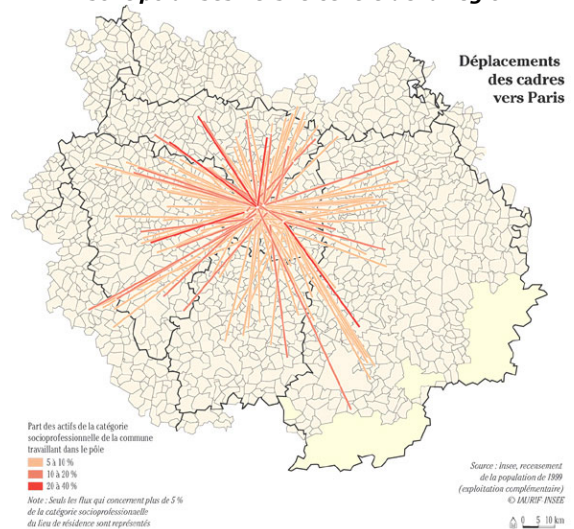 Déplacements
des cadres
vers Paris
Part des actifs de la catégorie
socioprofessionnelle de la commune
travaillant dans le pôle
5 à 10 %
10 à 20 %
20 à 40 %
Note : Seuls les flux qui concernent plus de 5 %
de la catégorie socioprofessionnelle
du lieu de résidence sont représentés
Source : Insee, recensement
de la population de 1999
(exploitation complémentaire)
© IAURIF-INSEE
0 5 10 km